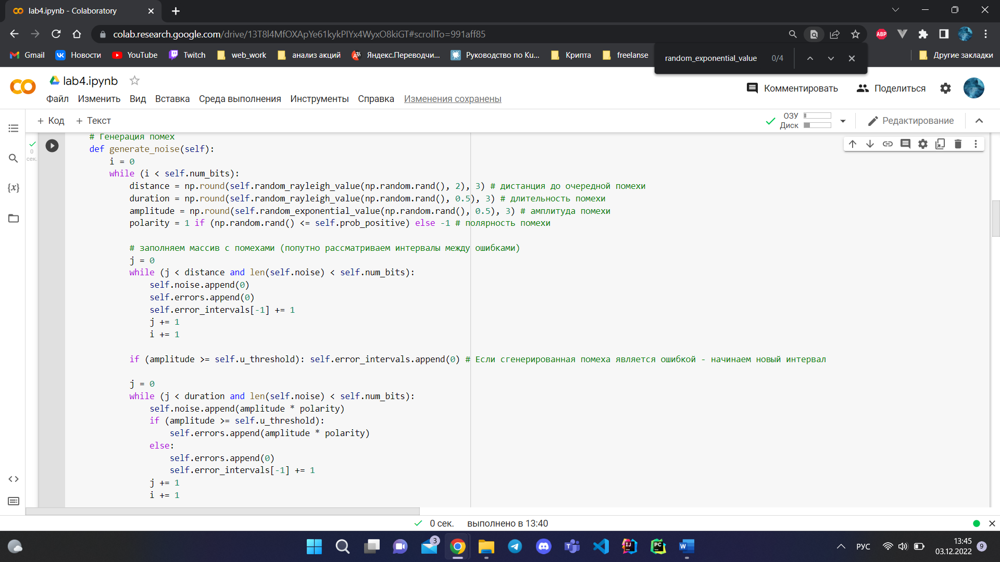 lab4.ipynb - Colaboratory
colab.research.google.com/drive/13T8l4MfOXApYe61kykPIYx4WyxO8kiGT#scrollTo=991aff85
ABP
Gmail
Новости
YouTube
Twitch
web_work
анализ акций
Яндекс.Переводчи...
Руководство по Ku...
Крипта
freelanse
Другие закладки
random_exponential_value 0/4
lab4.ipynb
Файл Изменить Вид Вставка Среда выполнения Инструменты Справка Изменения сохранены
Комментировать
Поделиться
+ Код + Текст
ОЗУ
Диск
Редактирование
0
сек.
# Генерация помех
def generate_noise(self):
i = 0
while (i < self.num_bits):
distance = np.round(self.random_rayleigh_value(np.random.rand(), 2), 3) # дистанция до очередной помехи
duration = np.round(self.random_rayleigh_value(np.random.rand(), 0.5), 3) # длительность помехи
amplitude = np.round(self.random_exponential_value(np.random.rand(), 0.5), 3) # амплитуда помехи
polarity = 1 if (np.random.rand() <= self.prob_positive) else -1 # полярность помехи
# заполняем массив с помехами (попутно рассматриваем интервалы между ошибками)
j = 0
while (j < distance and len(self.noise) < self.num_bits):
self.noise.append(0)
self.errors.append(0)
self.error_intervals[-1] += 1
j += 1
i += 1
if (amplitude >= self.u_threshold): self.error_intervals.append(0) # Если сгенерированная помеха является ошибкой - начинаем новый интервал
j = 0
while (j < duration and len(self.noise) < self.num_bits):
self.noise.append(amplitude * polarity)
if (amplitude >= self.u_threshold):
self.errors.append(amplitude * polarity)
else:
self.errors.append(0)
self.error_intervals[-1] += 1
j += 1
i += 1
0 сек. выполнено в 13:40
3
РУС
13:45
03.12.2022
9